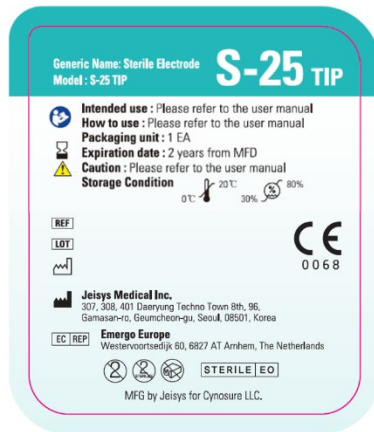 Generic Name: Sterile Electrode
Model : S-25 TIP
S-25 TIP
Intended use : Please refer to the user manual
How to use : Please refer to the user manual
Packaging unit : 1 EA
Expiration date : 2 years from MFD
Caution : Please refer to the user manual
Storage Condition
0℃ 20℃ 30% % 80%
REF
LOT
CE
0068
Jeisys Medical Inc.
307, 308, 401 Daeryung Techno Town 8th, 96,
Gamasan-ro, Geumcheon-gu, Seoul, 08501, Korea
EC REP
Emergo Europe
Westervoortsedijk 60, 6827 AT Arnhem, The Netherlands
2 STERILE EO
MFG by Jeisys for Cynosure LLC.